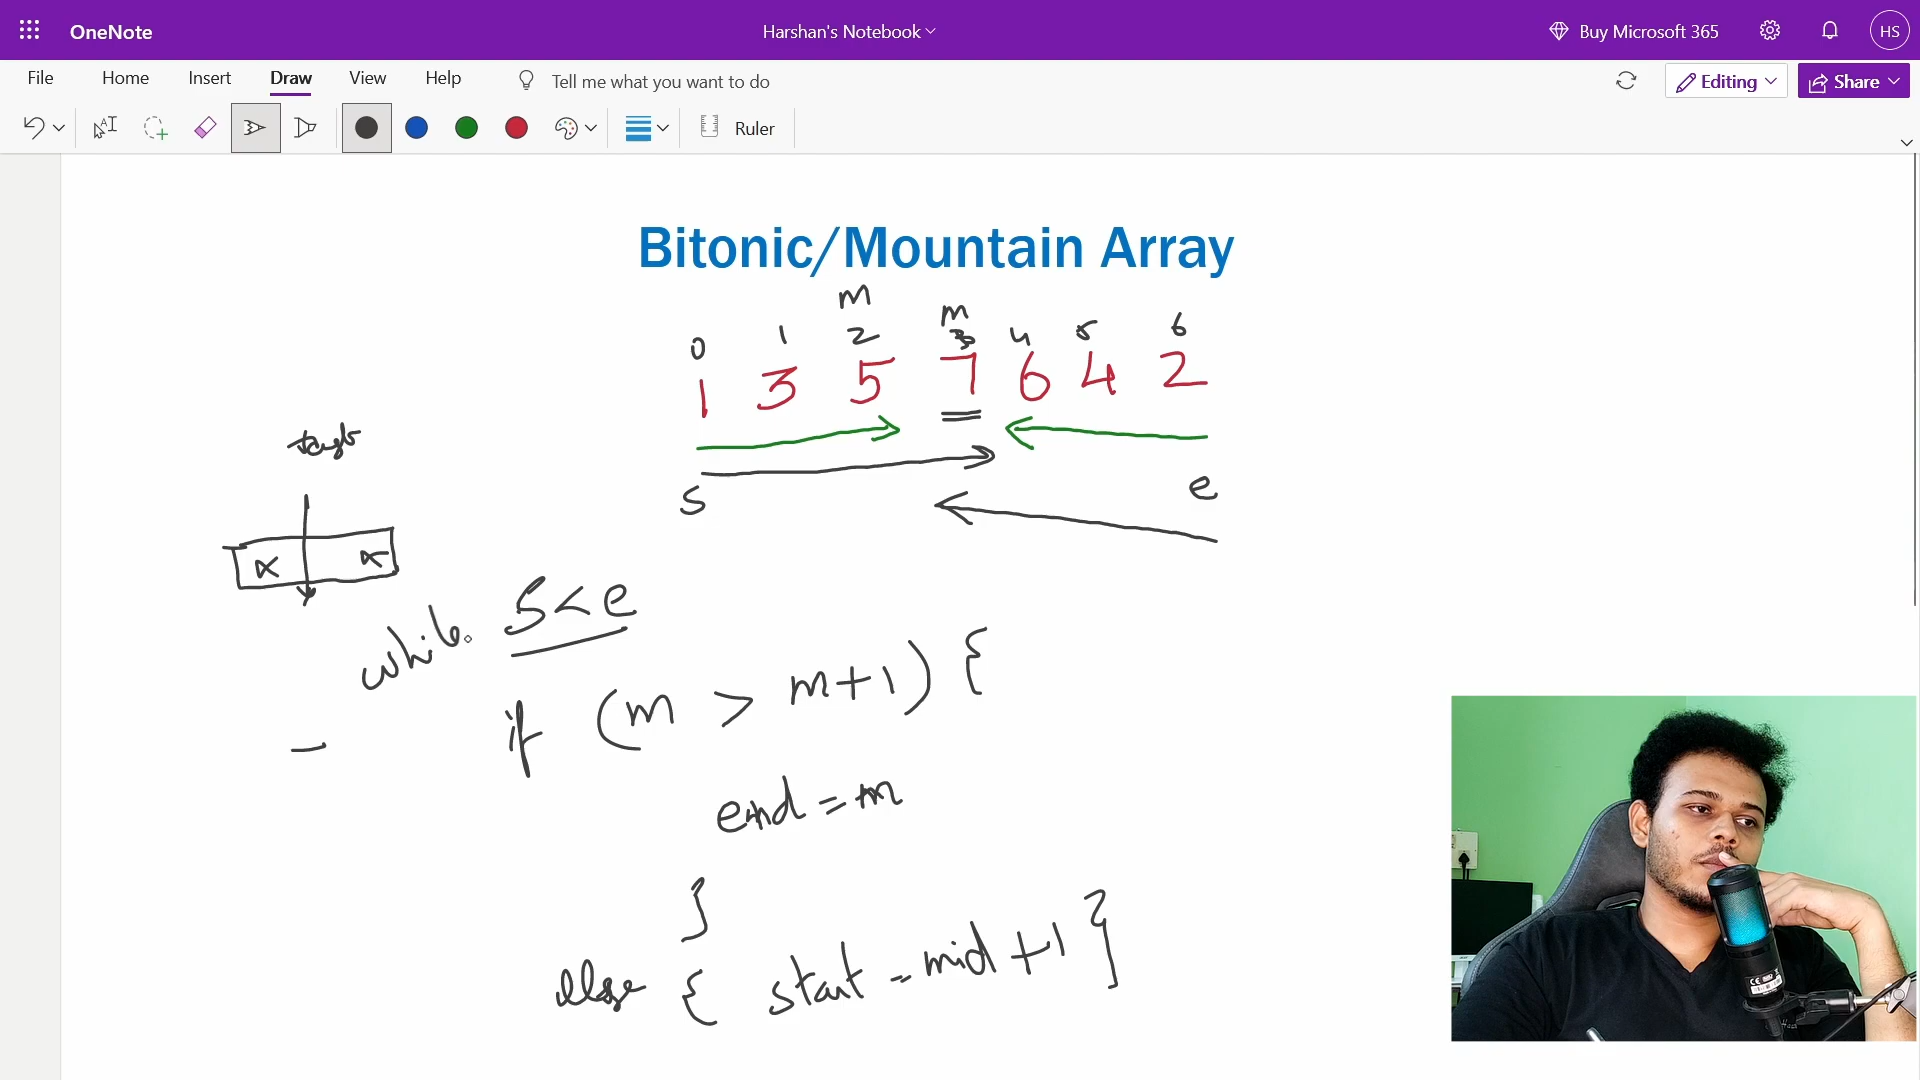 OneNote
Harshan's Notebook
Buy Microsoft 365
HS
File Home Insert Draw View Help Tell me what you want to do
Editing
Share
Ruler
Bitonic/Mountain Array
m m
0 1 2 3 4 5 6
1 3 5 7 6 4 2
s e
while s<e
if (m > m+1) {
end = m
}
else { start = mid +1 }